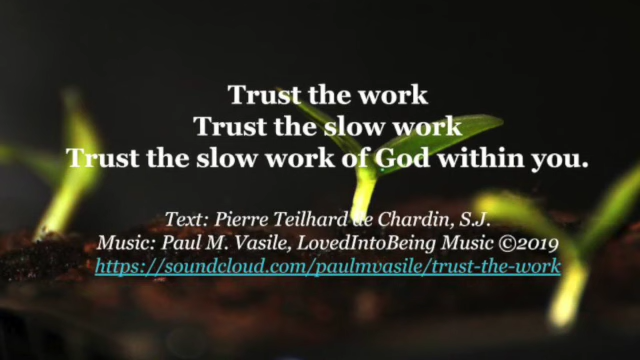 Trust the work
Trust the slow work
Trust the slow work of God within you.
Text: Pierre Teilhard de Chardin, S.J.
Music: Paul M. Vasile, LovedIntoBeing Music ©2019
https://soundcloud.com/paulmvasile/trust-the-work